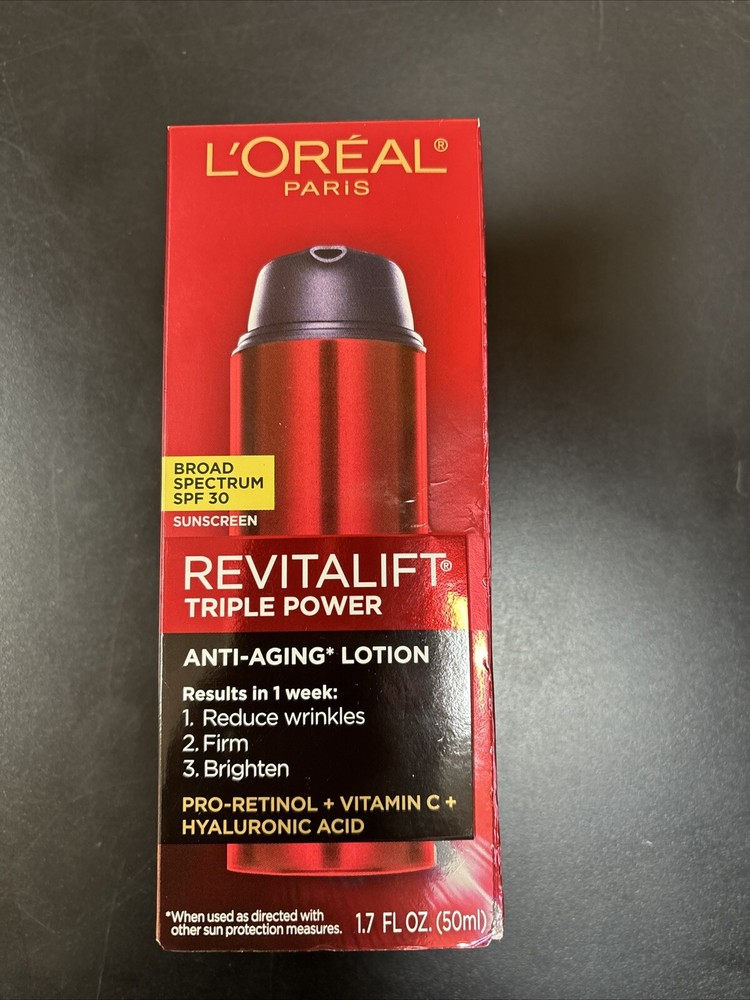 L'ORÉAL®
PARiS
BROAD
SPECTRUM
SPF 30
SUNSCREEN
REVITALIFT®
TRIPLE POWER
ANTI-AGING* LOTION
Results in 1 week:
1. Reduce wrinkles
2. Firm
3. Brighten
PRO-RETINOL + VITAMIN C +
HYALURONIC ACID
*When used as directed with
other sun protection measures.
1.7 FL OZ. (50ml)